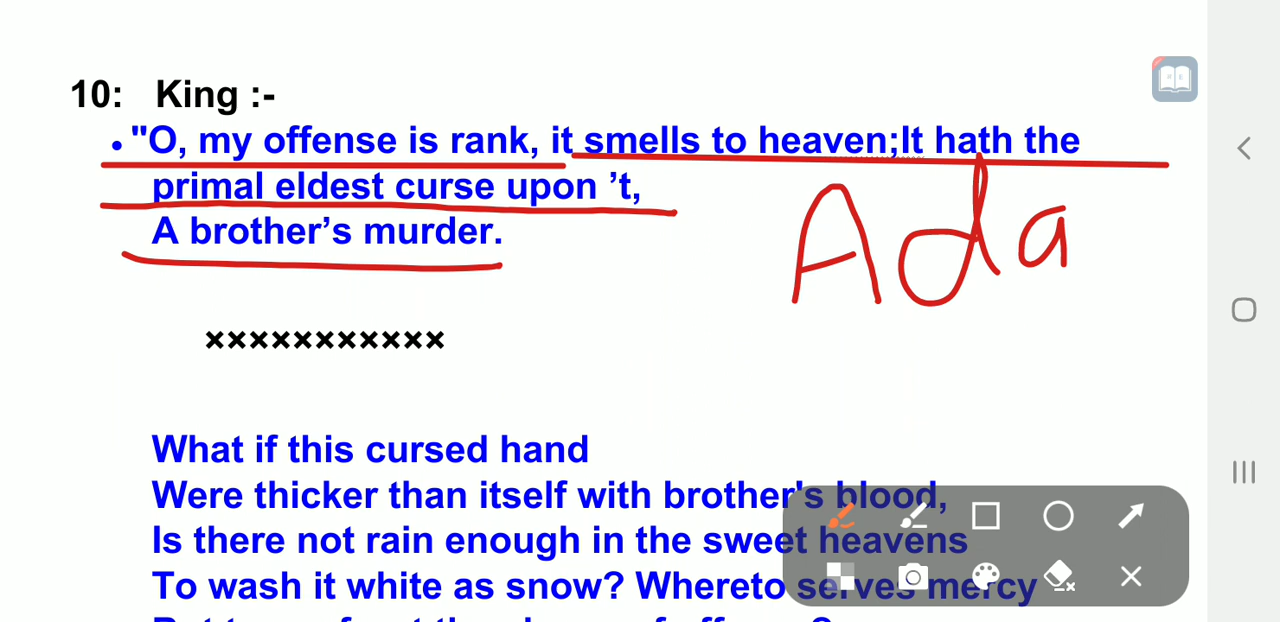 10: King :-
• "O, my offense is rank, it smells to heaven;It hath the
primal eldest curse upon ’t,
A brother’s murder.
Ada
×××××××××××
What if this cursed hand
Were thicker than itself with brother's blood,
Is there not rain enough in the sweet heavens
To wash it white as snow? Whereto serves mercy